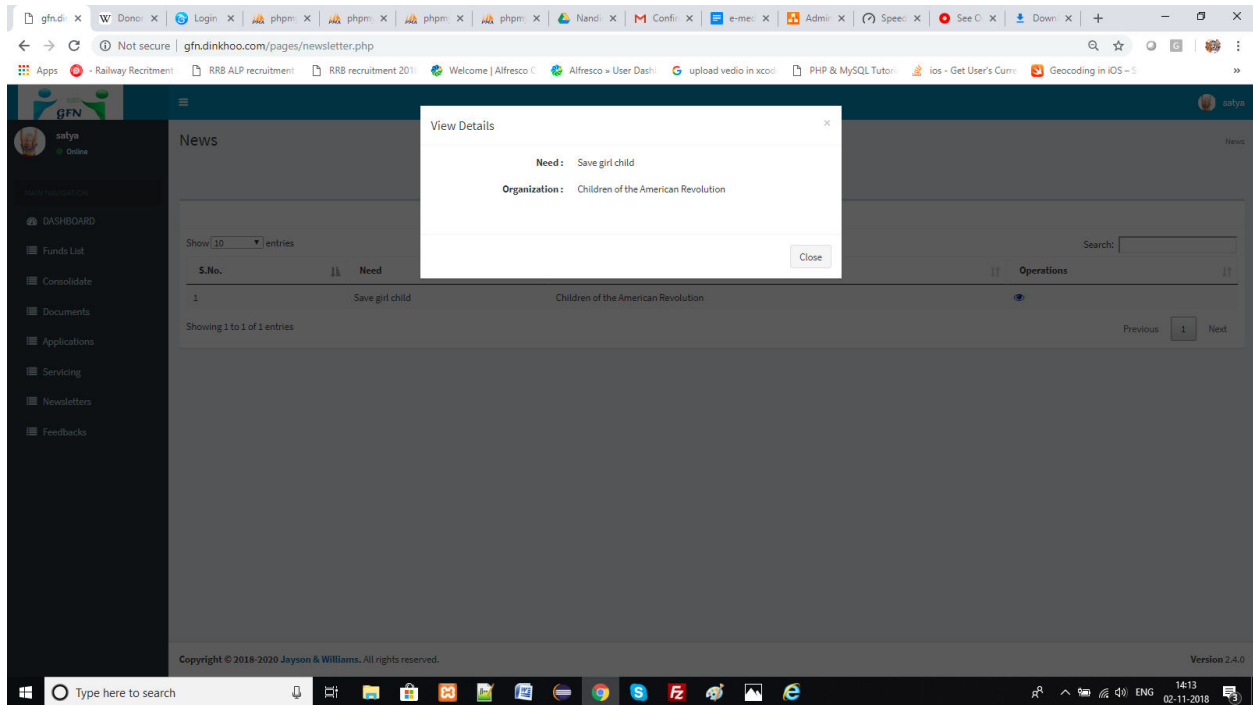 gfn.di Donor Login phpm phpm phpm phpm Nandi Confir e-mec Admir Speed See O Down
Not secure gfn.dinkhoo.com/pages/newsletter.php
Apps - Railway Recritment RRB ALP recruitment RRB recruitment 201 Welcome | Alfresco Alfresco » User Dash upload vedio in xcod PHP & MySQL Tutori ios - Get User's Curre Geocoding in iOS – S »
GFN satya
satya
Online
News News
MAIN NAVIGATION
DASHBOARD
Funds List
Consolidate
Documents
Applications
Servicing
Newsletters
Feedbacks
View Details ×
Need : Save girl child
Organization : Children of the American Revolution
Close
Show 10 entries Search:
S.No. Need Operations
1 Save girl child Children of the American Revolution
Showing 1 to 1 of 1 entries Previous 1 Next
Copyright © 2018-2020 Jayson & Williams. All rights reserved. Version 2.4.0
Type here to search ENG 14:13
02-11-2018 3